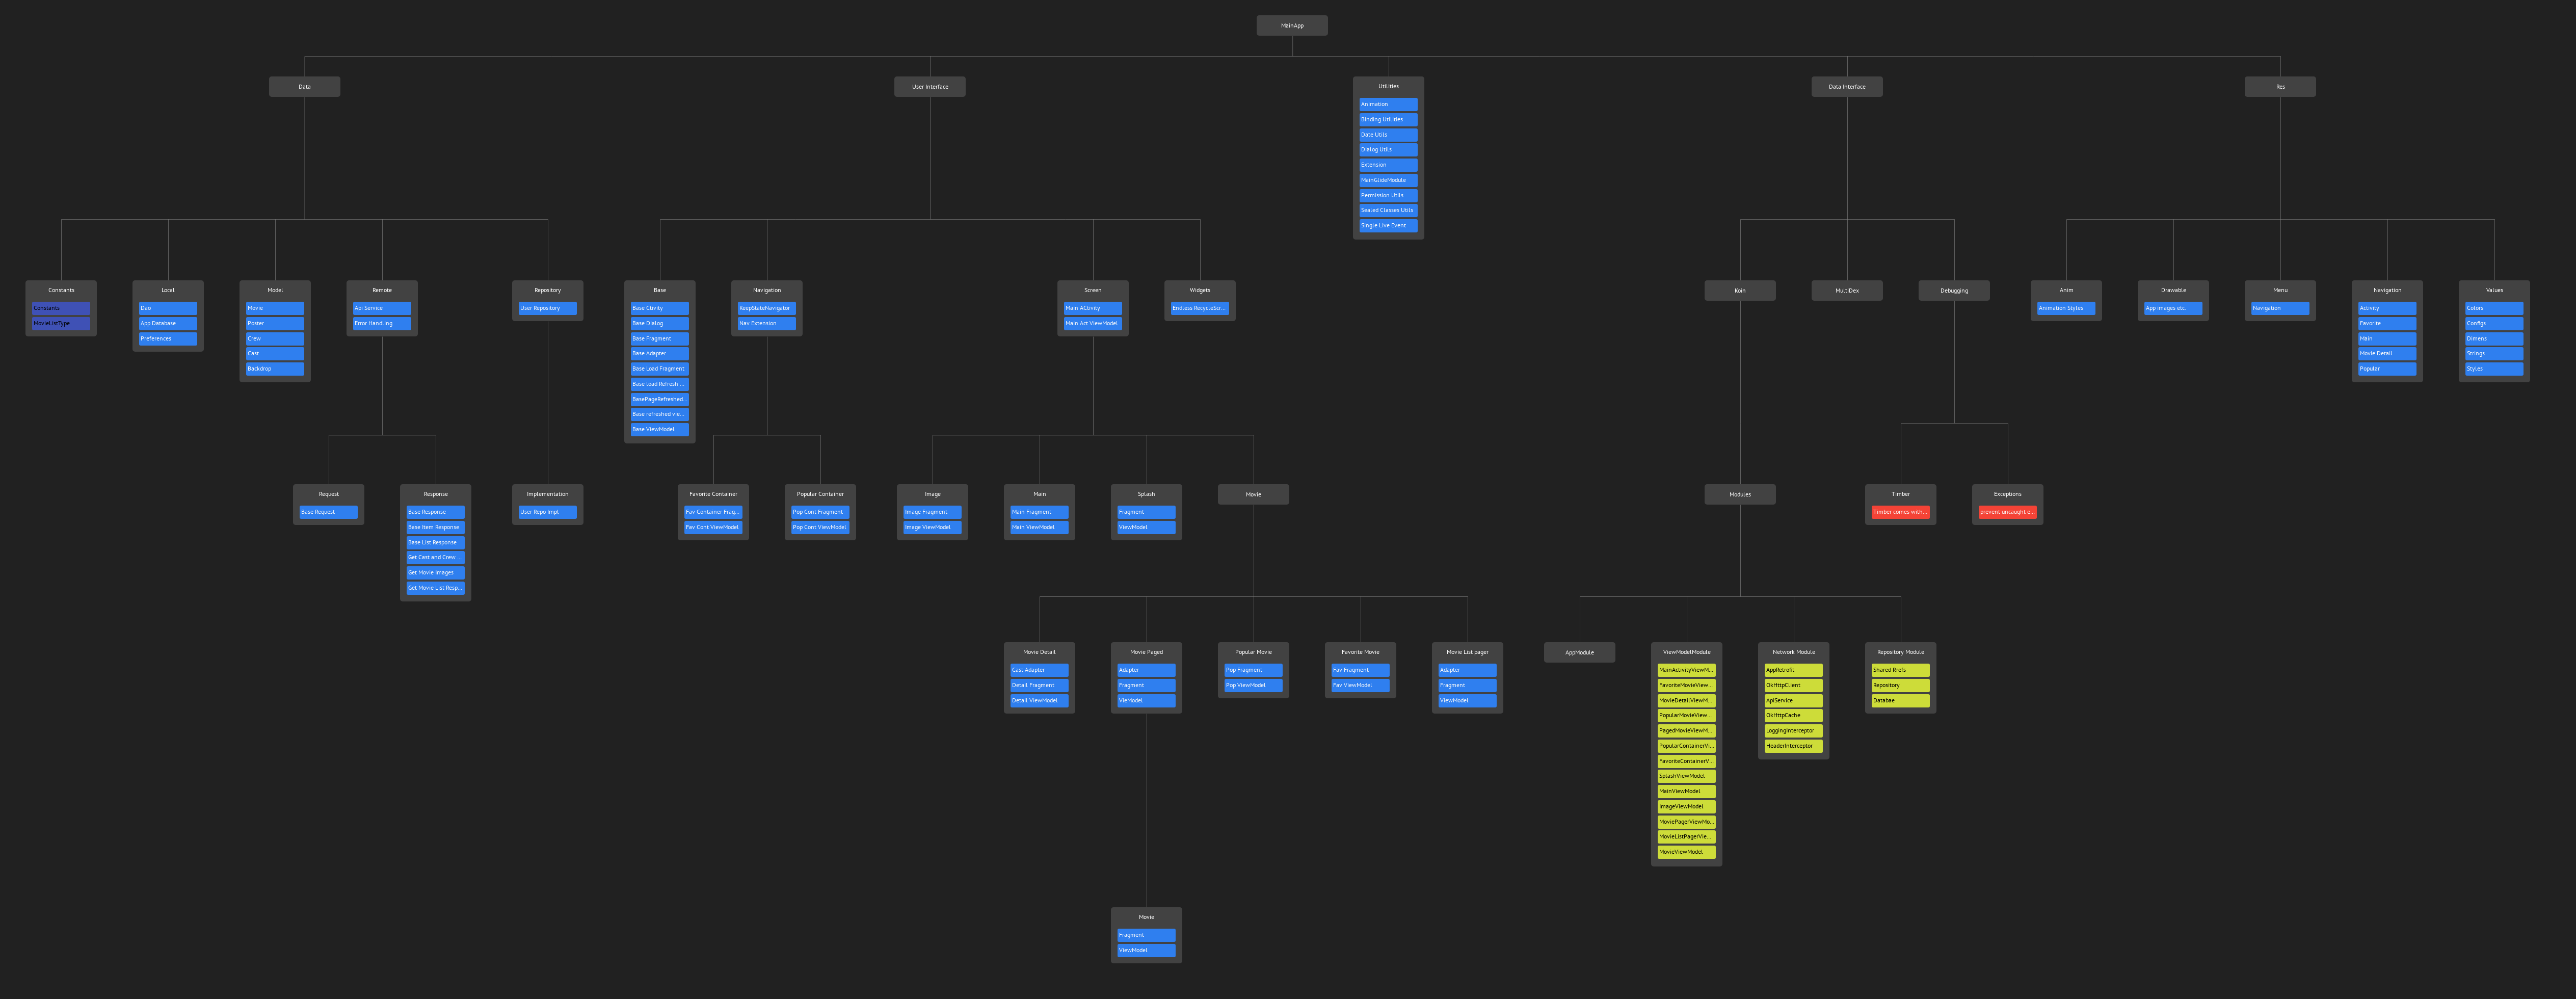 MainApp
Data
User Interface
Utilities
Animation
Binding Utilities
Date Utils
Dialog Utils
Extension
MainGlideModule
Permission Utils
Sealed Classes Utils
Single Live Event
Data Interface
Res
Constants
Constants
MovieListType
Local
Dao
App Database
Preferences
Model
Movie
Poster
Crew
Cast
Backdrop
Remote
Api Service
Error Handling
Repository
User Repository
Base
Base Ctivity
Base Dialog
Base Fragment
Base Adapter
Base Load Fragment
Base load Refresh ...
BasePageRefreshed...
Base refreshed vie...
Base ViewModel
Navigation
KeepStateNavigator
Nav Extension
Screen
Main ACtivity
Main Act ViewModel
Widgets
Endless RecycleScr...
Koin
MultiDex
Debugging
Anim
Animation Styles
Drawable
App images etc
Menu
Navigation
Navigation
Activity
Favorite
Main
Movie Detail
Popular
Values
Colors
Configs
Dimens
Strings
Styles
Request
Base Request
Response
Base Response
Base Item Response
Base List Response
Get Cast and Crew ...
Get Movie Images
Get Movie List Resp...
Implementation
User Repo Impl
Favorite Container
Fav Container Frag...
Fav Cont ViewModel
Popular Container
Pop Cont Fragment
Pop Cont ViewModel
Image
Image Fragment
Image ViewModel
Main
Main Fragment
Main ViewModel
Splash
Fragment
ViewModel
Movie
Modules
Timber
Timber comes with...
Exceptions
prevent uncaught e...
Movie Detail
Cast Adapter
Detail Fragment
Detail ViewModel
Movie Paged
Adapter
Fragment
VieModel
Popular Movie
Pop Fragment
Pop ViewModel
Favorite Movie
Fav Fragment
Fav ViewModel
Movie List pager
Adapter
Fragment
ViewModel
AppModule
ViewModelModule
MainActivityViewM...
FavoriteMovieView...
MovieDetailViewM...
PopularMovieView...
PagedMovieViewM...
PopularContainerVi...
FavoriteContainerV...
SplashViewModel
MainViewModel
ImageViewModel
MoviePagerViewMo...
MovieListPagerVie...
MovieViewModel
Network Module
AppRetrofit
OkHttpClient
ApiService
OkHttpCache
LoggingInterceptor
HeaderInterceptor
Repository Module
Shared Rrefs
Repository
Databae
Movie
Fragment
ViewModel